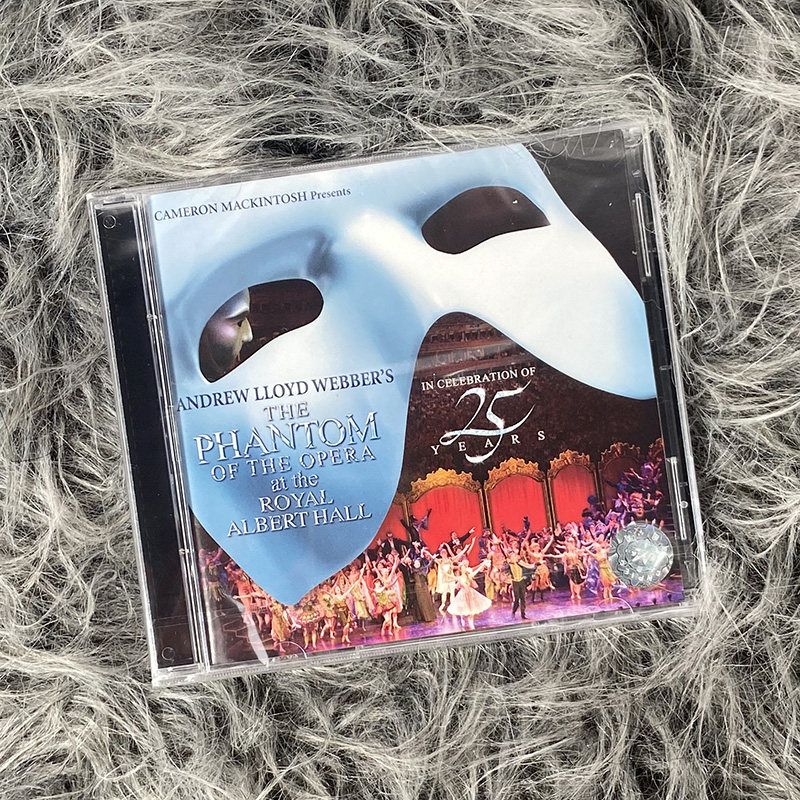 CAMERON MACKINTOSH Presents
ANDREW LLOYD WEBBER'S
THE
PHANTOM
OF THE OPERA
at the
ROYAL
ALBERT HALL
IN CELEBRATION OF
25
YEARS